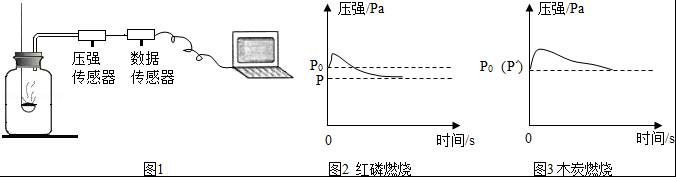 压强
传感器
数据
传感器
图1
压强/Pa
P₀
P
0
时间/s
图2 红磷燃烧
压强/Pa
P₀（P′）
0
时间/s
图3木炭燃烧